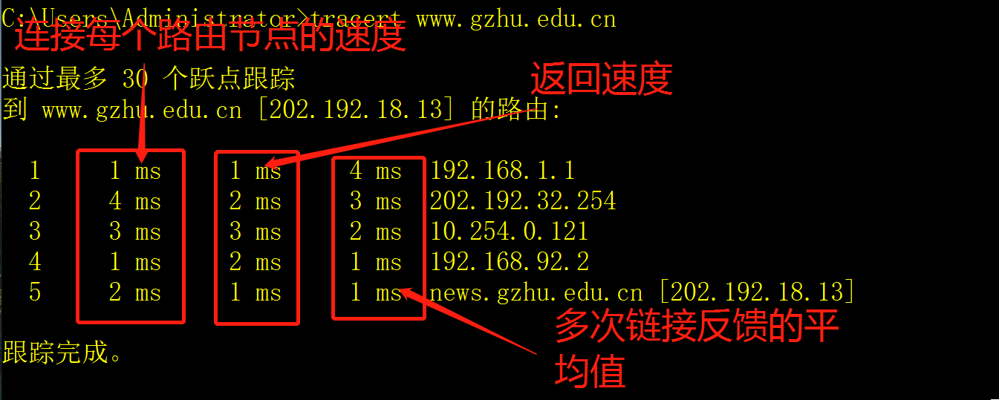 C:\Users\Administrator>tracert www.gzhu.edu.cn
连接每个路由节点的速度
通过最多 30 个跃点跟踪
返回速度
到 www.gzhu.edu.cn [202.192.18.13] 的路由:
1 1 ms 1 ms 4 ms 192.168.1.1
2 4 ms 2 ms 3 ms 202.192.32.254
3 3 ms 3 ms 2 ms 10.254.0.121
4 1 ms 2 ms 1 ms 192.168.92.2
5 2 ms 1 ms 1 ms news.gzhu.edu.cn [202.192.18.13]
多次链接反馈的平
均值
跟踪完成。